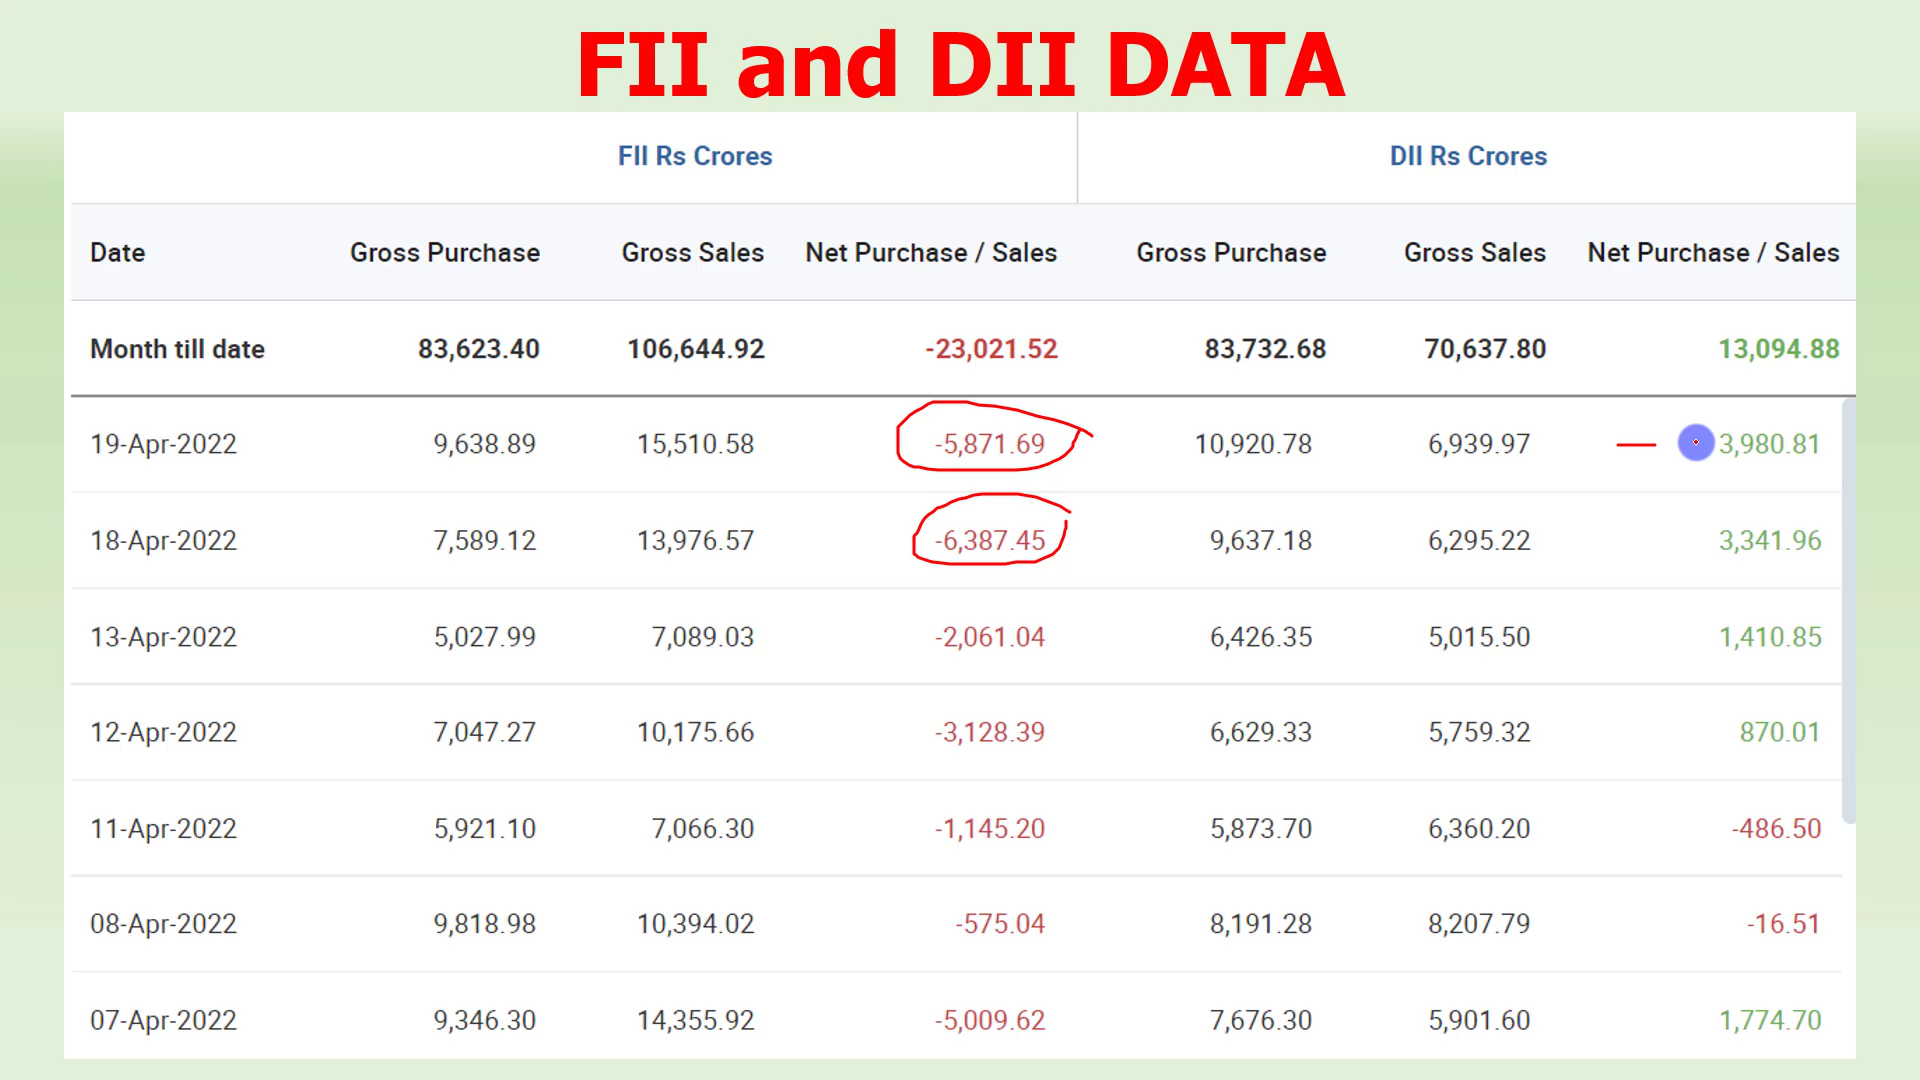 FII and DII DATA
FII Rs Crores DII Rs Crores
Date Gross Purchase Gross Sales Net Purchase / Sales Gross Purchase Gross Sales Net Purchase / Sales
Month till date 83,623.40 106,644.92 -23,021.52 83,732.68 70,637.80 13,094.88
19-Apr-2022 9,638.89 15,510.58 -5,871.69 10,920.78 6,939.97 3,980.81
18-Apr-2022 7,589.12 13,976.57 -6,387.45 9,637.18 6,295.22 3,341.96
13-Apr-2022 5,027.99 7,089.03 -2,061.04 6,426.35 5,015.50 1,410.85
12-Apr-2022 7,047.27 10,175.66 -3,128.39 6,629.33 5,759.32 870.01
11-Apr-2022 5,921.10 7,066.30 -1,145.20 5,873.70 6,360.20 -486.50
08-Apr-2022 9,818.98 10,394.02 -575.04 8,191.28 8,207.79 -16.51
07-Apr-2022 9,346.30 14,355.92 -5,009.62 7,676.30 5,901.60 1,774.70